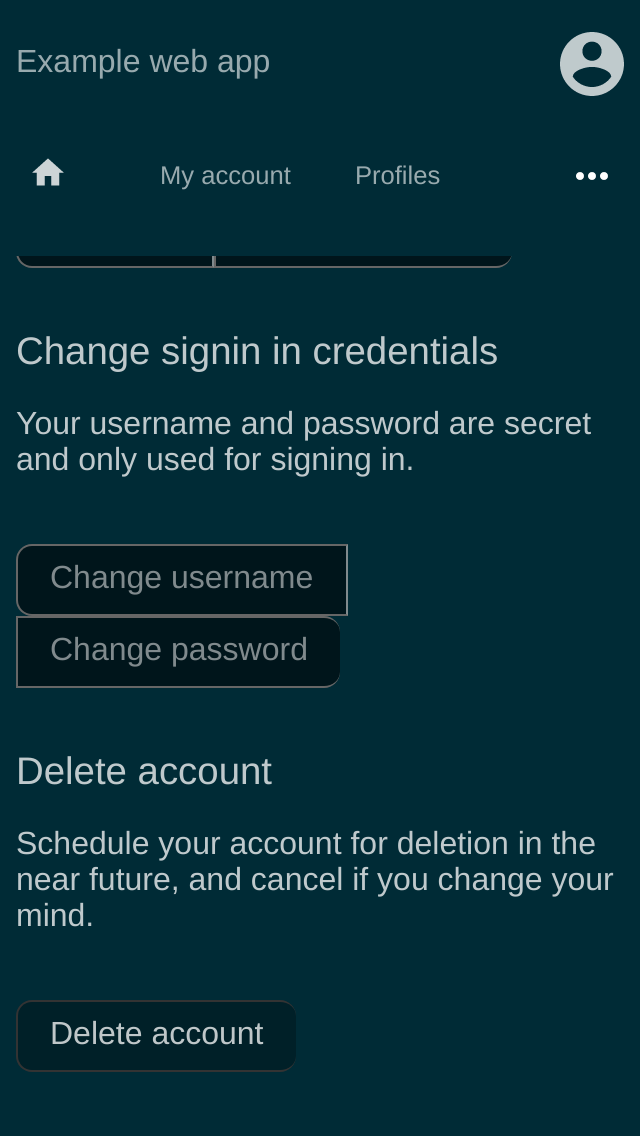 Example web app
My account Profiles
Change signin in credentials
Your username and password are secret
and only used for signing in.
Change username
Change password
Delete account
Schedule your account for deletion in the
near future, and cancel if you change your
mind.
Delete account